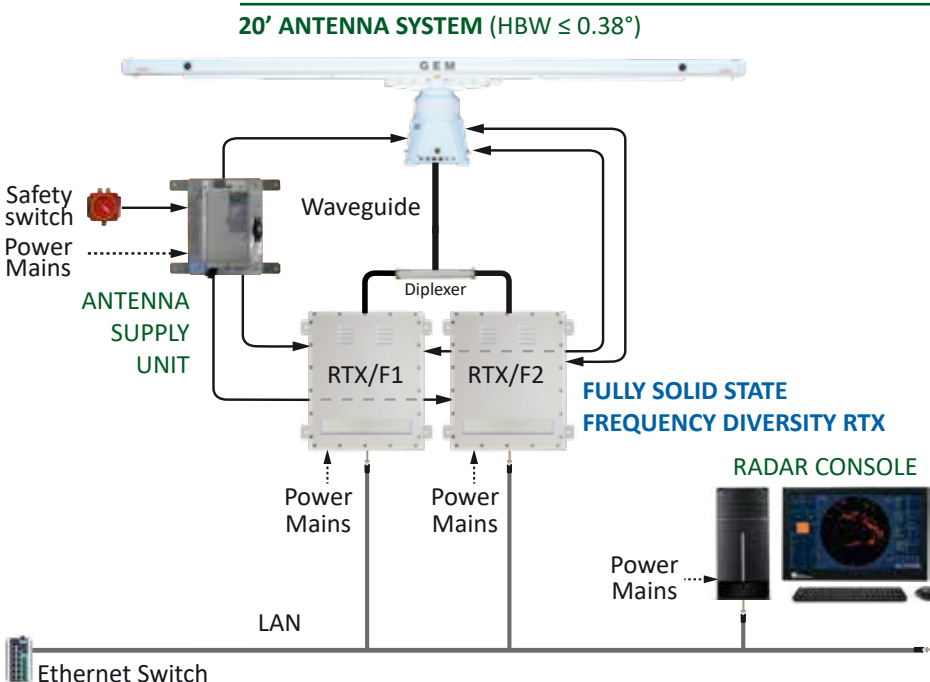 20' ANTENNA SYSTEM (HBW ≤ 0.38°)
GEM
Safety
switch
Power
Mains
Waveguide
Diplexer
ANTENNA
SUPPLY
UNIT
RTX/F1
RTX/F2
FULLY SOLID STATE
FREQUENCY DIVERSITY RTX
RADAR CONSOLE
Power
Mains
Power
Mains
Power
Mains
LAN
Ethernet Switch